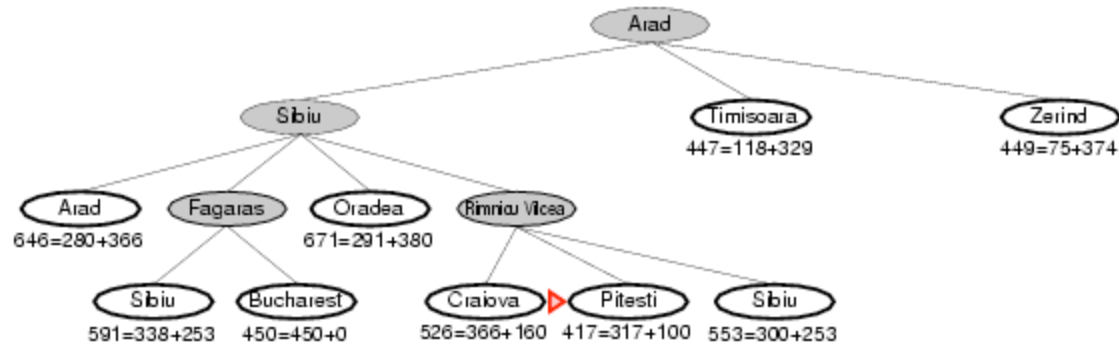 Arad
Sibiu Timisoara Zerind
447=118+329 449=75+374
Arad Fagaras Oradea Rimnicu Vilcea
646=280+366 671=291+380
Sibiu Bucharest Craiova Pitesti Sibiu
591=338+253 450=450+0 526=366+160 417=317+100 553=300+253